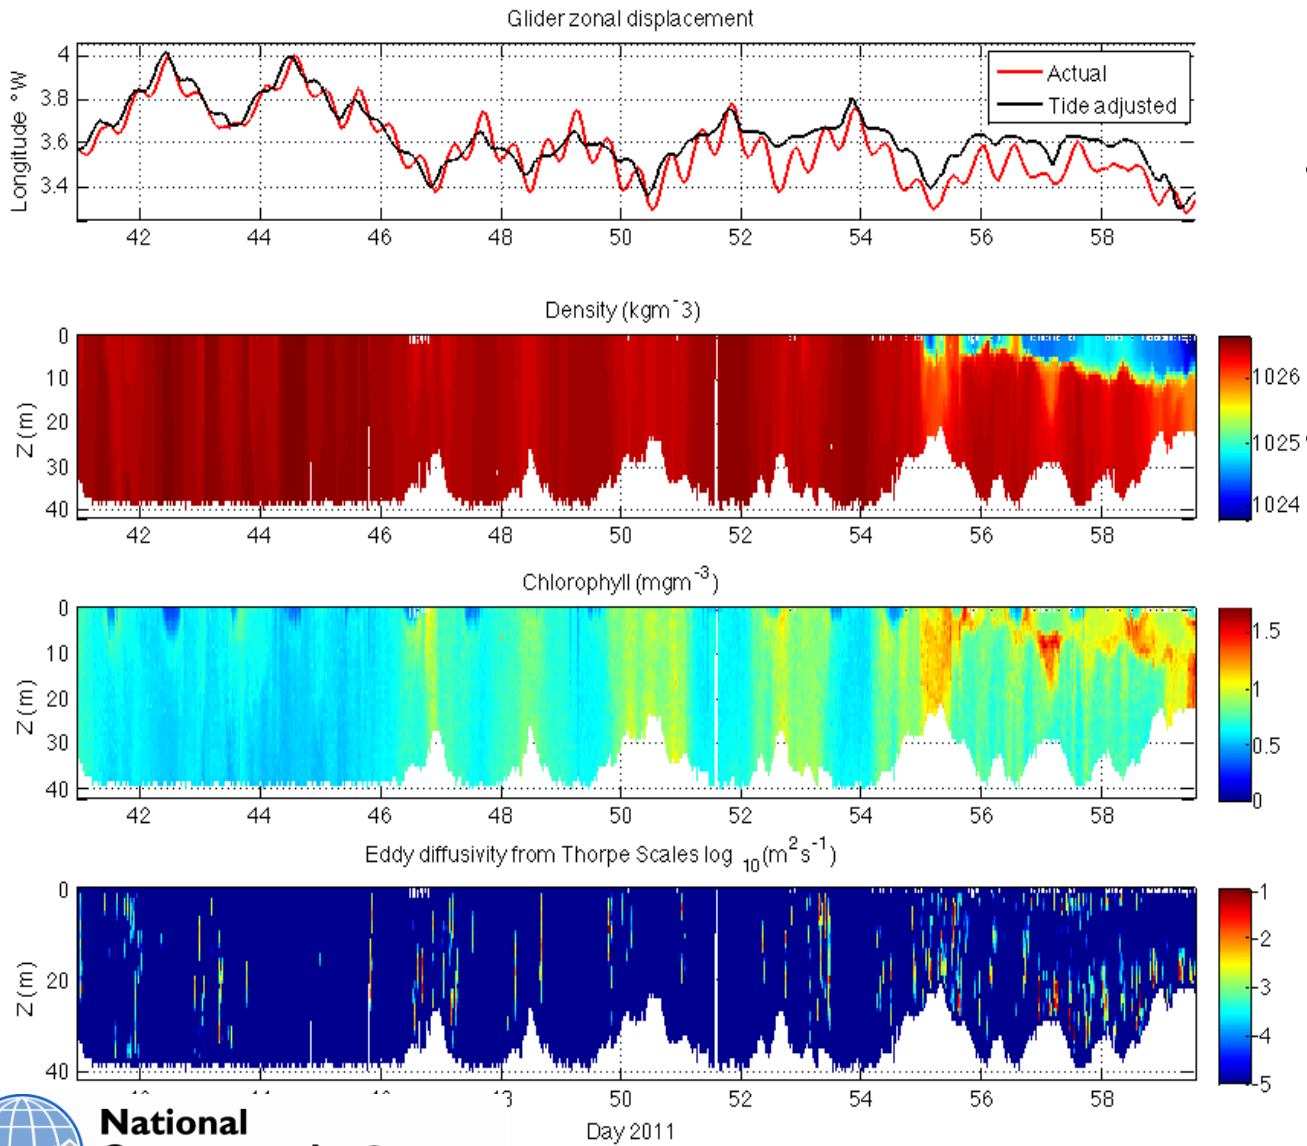 Glider zonal displacement
Longitude °W
4
3.8
3.6
3.4
Actual
Tide adjusted
42 44 46 48 50 52 54 56 58
Density (kgm⁻3)
Z (m)
0
10
20
30
40
1026
1025
1024
42 44 46 48 50 52 54 56 58
Chlorophyll (mgm⁻³)
Z (m)
0
10
20
30
40
1.5
1
0.5
0
42 44 46 48 50 52 54 56 58
Eddy diffusivity from Thorpe Scales log ₁₀(m²s⁻¹)
Z (m)
0
20
40
-1
-2
-3
-4
-5
44 46 50 52 54 56 58
Day 2011
National